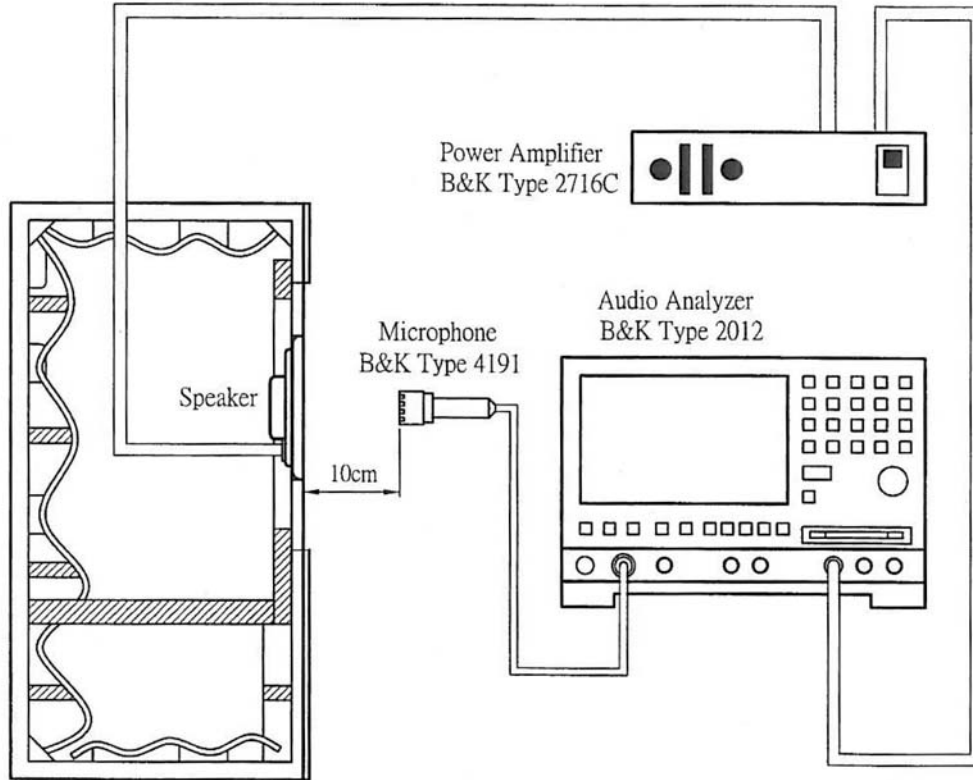 Power Amplifier
B&K Type 2716C
Audio Analyzer
B&K Type 2012
Microphone
B&K Type 4191
Speaker
10cm